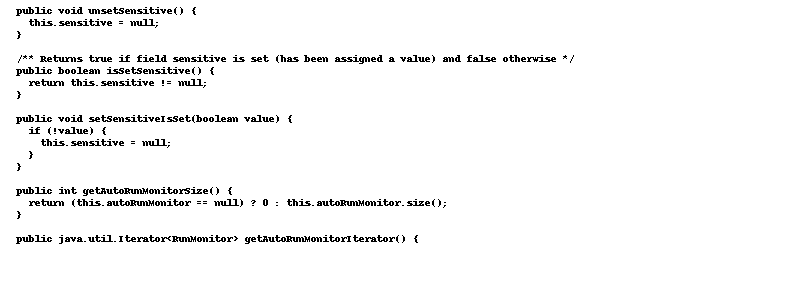 public void unsetSensitive() {
  this.sensitive = null;
}

/** Returns true if field sensitive is set (has been assigned a value) and false otherwise */
public boolean isSetSensitive() {
  return this.sensitive != null;
}

public void setSensitiveIsSet(boolean value) {
  if (!value) {
    this.sensitive = null;
  }
}

public int getAutoRunMonitorSize() {
  return (this.autoRunMonitor == null) ? 0 : this.autoRunMonitor.size();
}

public java.util.Iterator<RunMonitor> getAutoRunMonitorIterator() {